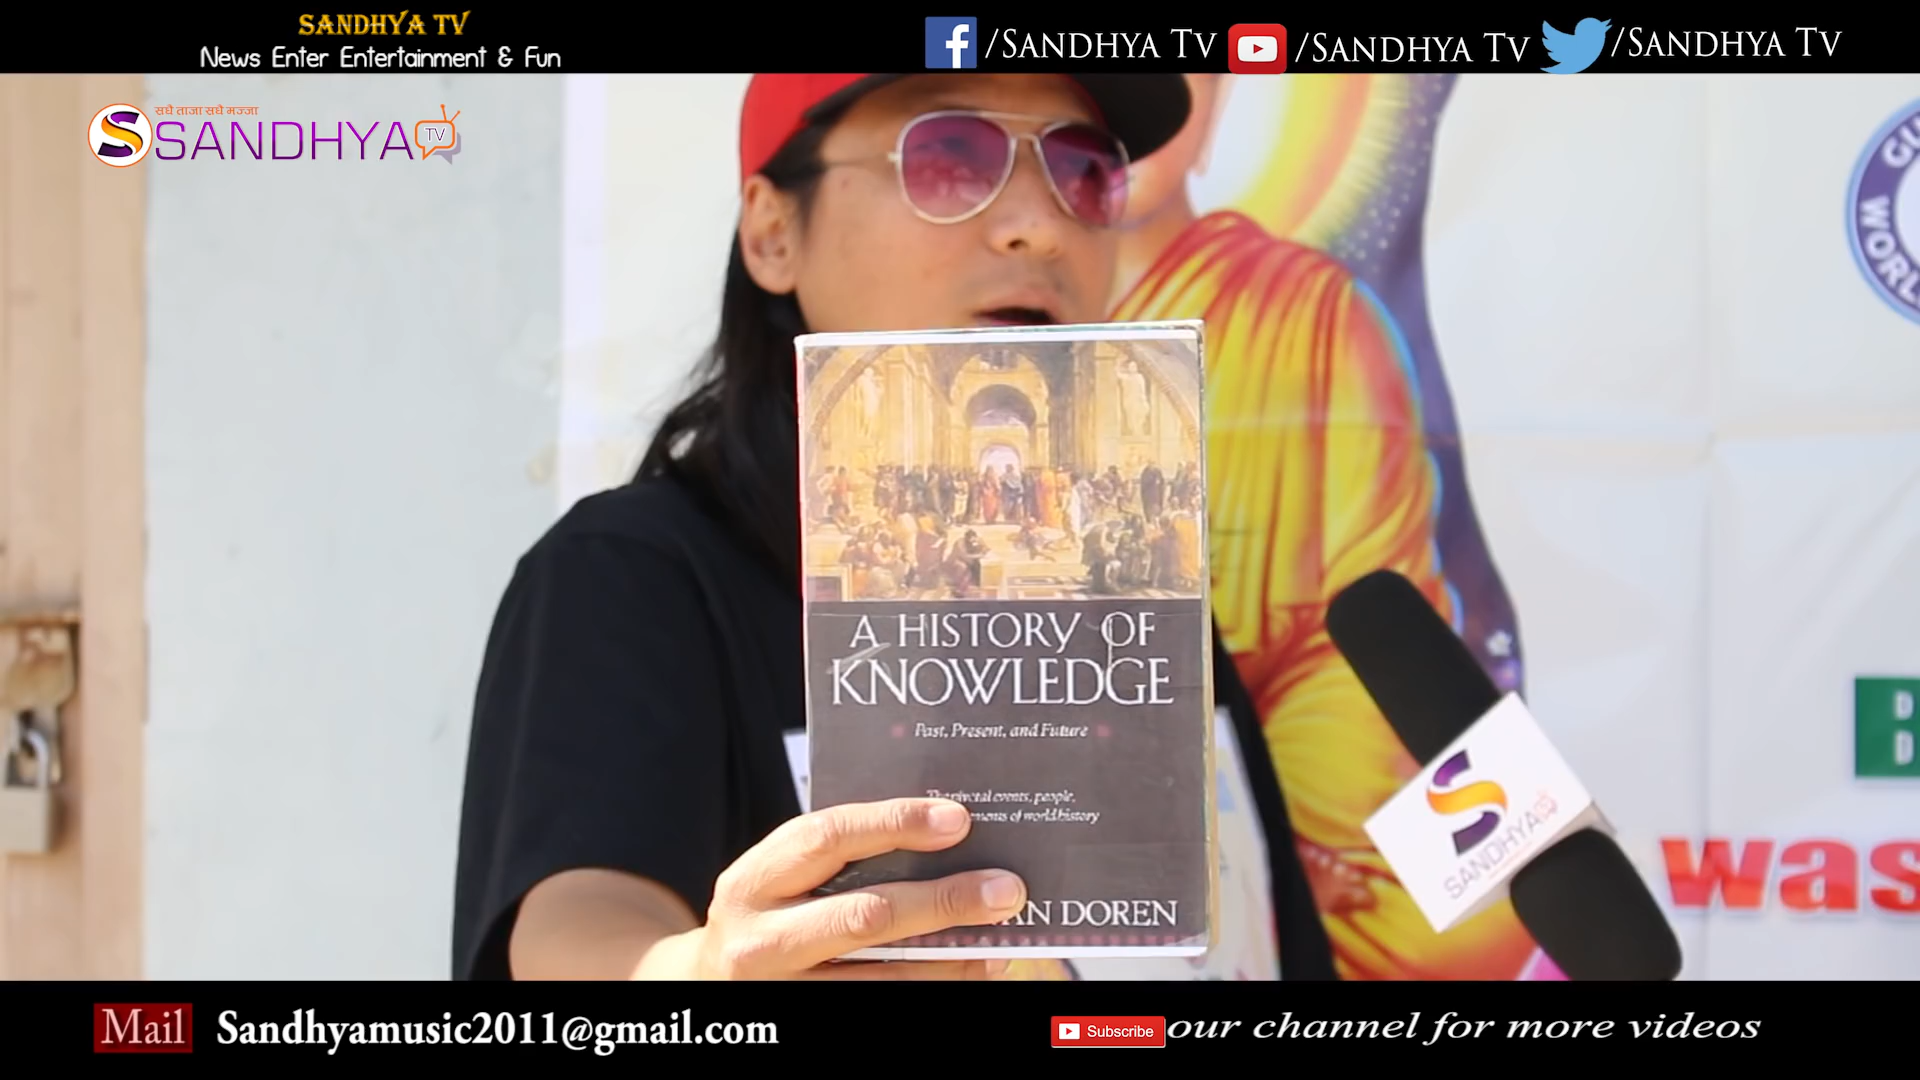 SANDHYA TV
News Enter Entertainment & Fun
/SANDHYA TV
/SANDHYA TV
/SANDHYA TV
सधै ताजा सधै मज्जा
SANDHYA TV
WORL
A HISTORY OF
KNOWLEDGE
Past, Present, and Future
pivotal events, people,
of world history
DOREN
SANDHYA
was
Mail Sandhyamusic2011@gmail.com
Subscribe our channel for more videos